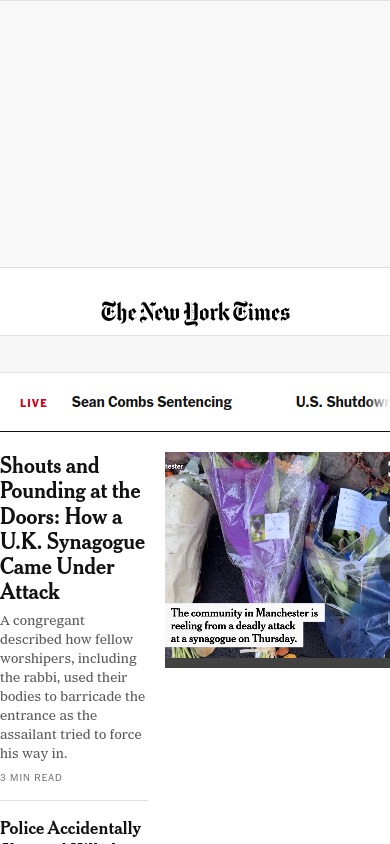 The New York Times
LIVE
Sean Combs Sentencing
U.S. Shutdown
Shouts and
Pounding at the
Doors: How a
U.K. Synagogue
Came Under
Attack
A congregant
described how fellow
worshipers, including
the rabbi, used their
bodies to barricade the
entrance as the
assailant tried to force
his way in.
3 MIN READ
The community in Manchester is
reeling from a deadly attack
at a synagogue on Thursday.
Police Accidentally